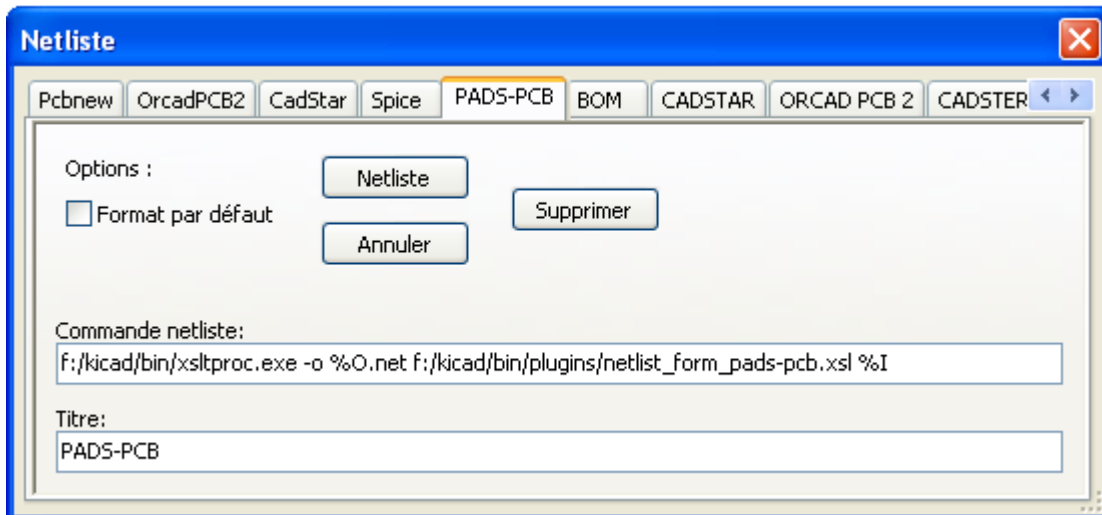 Netliste
Pcbnew OrcadPCB2 CadStar Spice PADS-PCB BOM CADSTAR ORCAD PCB 2 CADSTER
Options :
Netliste
Format par défaut
Supprimer
Annuler
Commande netliste:
f:/kicad/bin/xsltproc.exe -o %O.net f:/kicad/bin/plugins/netlist_form_pads-pcb.xsl %I
Titre:
PADS-PCB